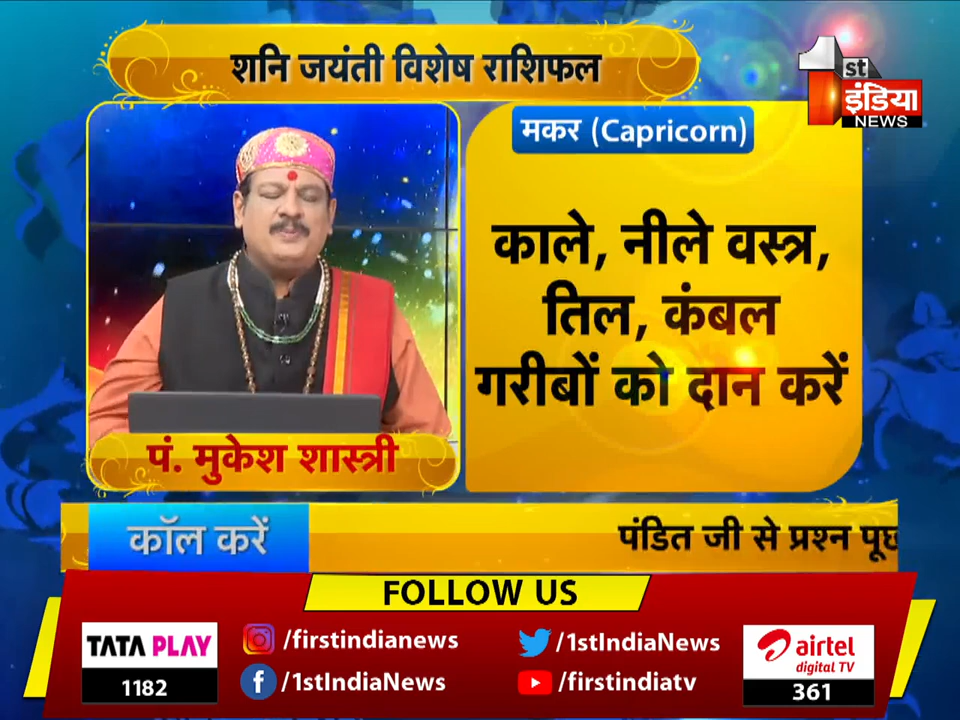 शनि जयंती विशेष राशिफल
1st
इंडिया
NEWS
मकर (Capricorn)
काले, नीले वस्त्र,
तिल, कंबल
गरीबों को दान करें
पं. मुकेश शास्त्री
कॉल करें
पंडित जी से प्रश्न
FOLLOW US
TATA PLAY
1182
/firstindianews
/1stIndiaNews
/1stIndiaNews
/firstindiatv
airtel
digital TV
361